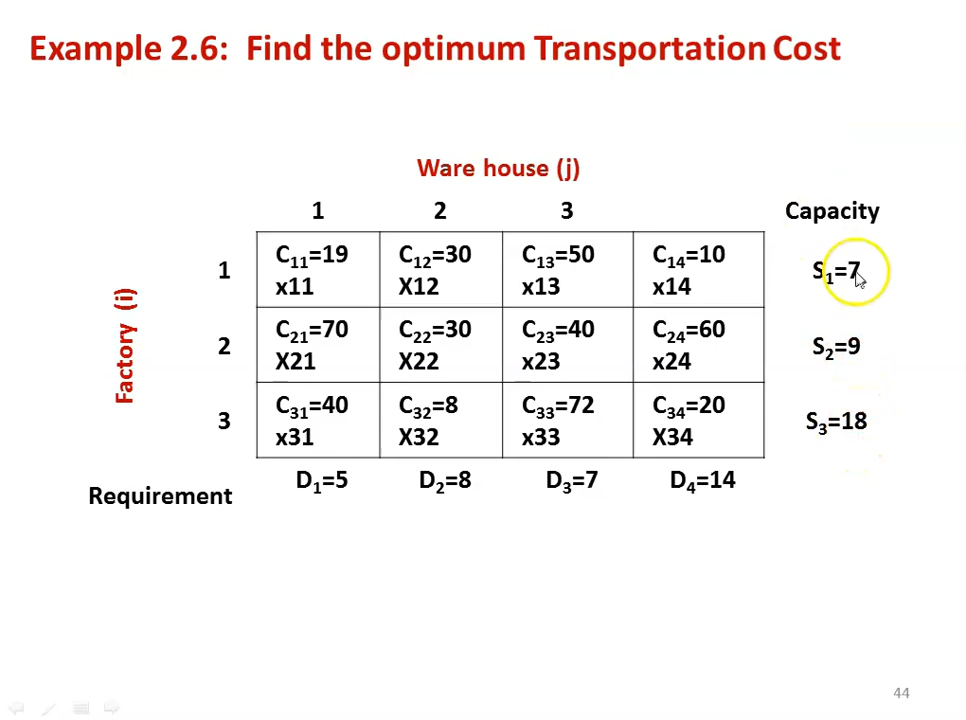 Example 2.6: Find the optimum Transportation Cost
Ware house (j)
1 2 3 Capacity
Factory (i)
1 C11=19 C12=30 C13=50 C14=10 S1=7
x11 X12 x13 x14
2 C21=70 C22=30 C23=40 C24=60 S2=9
X21 X22 x23 x24
3 C31=40 C32=8 C33=72 C34=20 S3=18
x31 X32 x33 X34
Requirement D1=5 D2=8 D3=7 D4=14
44